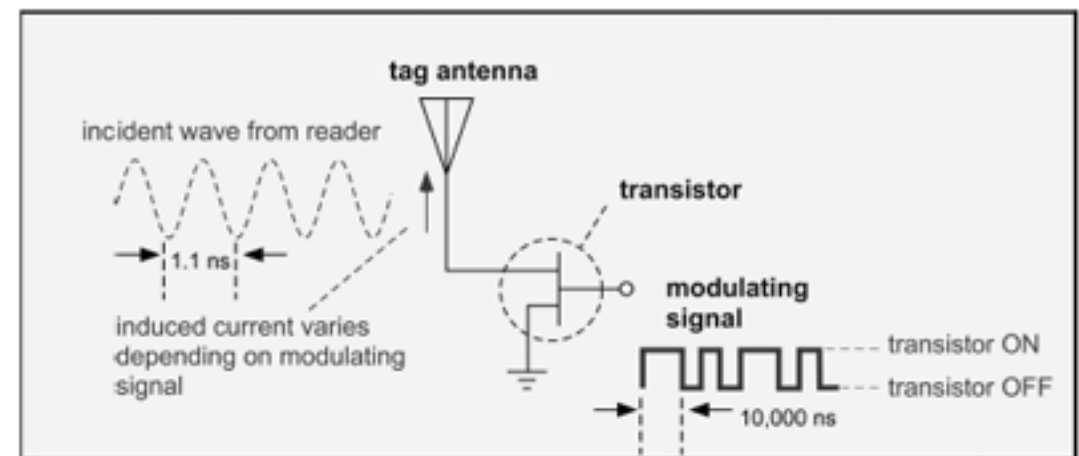 tag antenna
incident wave from reader
transistor
1.1 ns
modulating
signal
induced current varies
depending on modulating
signal
transistor ON
transistor OFF
10,000 ns